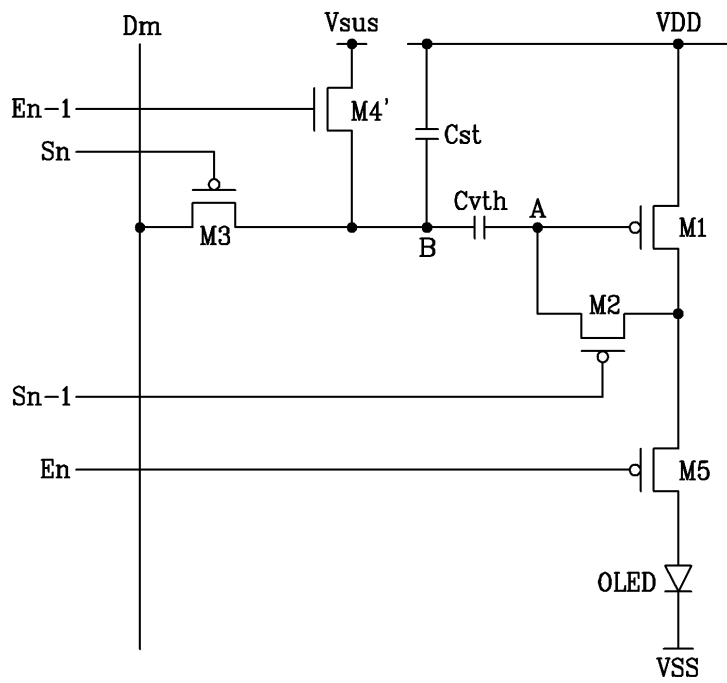 Dm
Vsus
VDD
En-1
M4'
Sn
Cst
Cvth
A
M3
B
M1
M2
Sn-1
En
M5
OLED
VSS